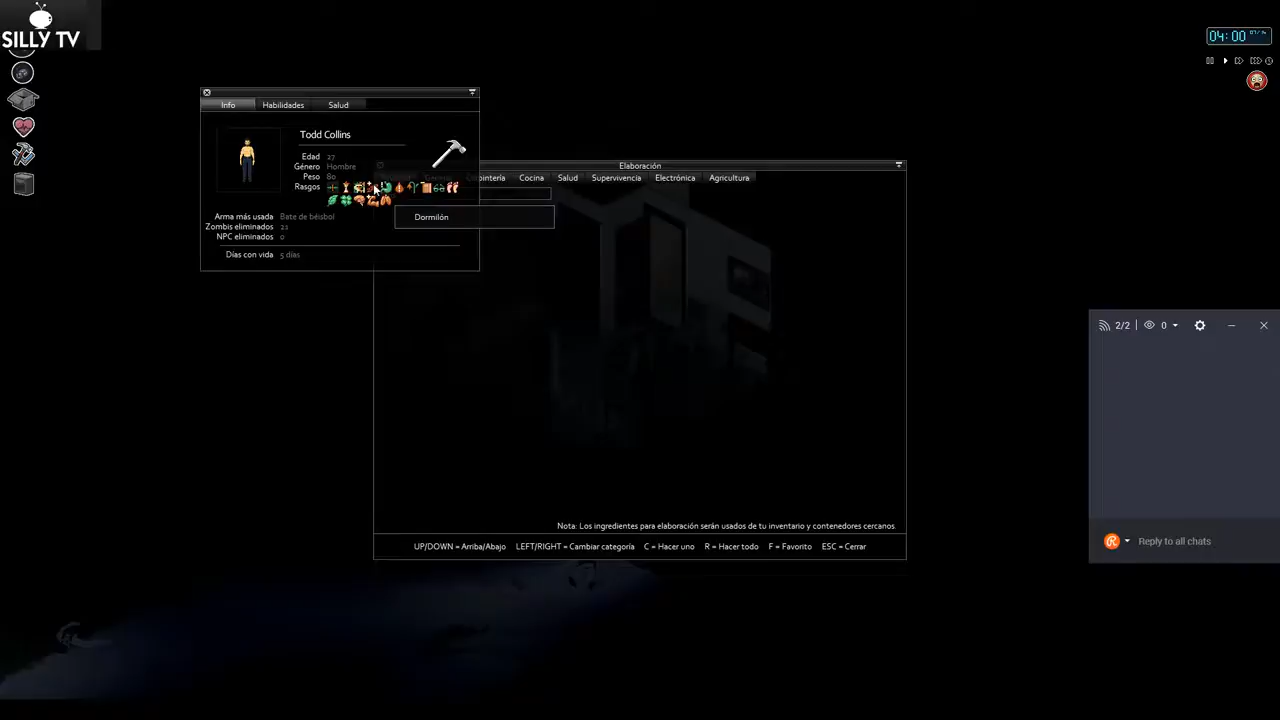 SILLY TV
04:00
Info Habilidades Salud
Todd Collins
Edad 27
Género Hombre
Peso 80
Rasgos
Arma más usada Bate de béisbol
Zombis eliminados 21
NPC eliminados 0
Días con vida 5 días
Elaboración
Cocina Salud Supervivencia Electrónica Agricultura
Dormilón
Nota: Los ingredientes para elaboración serán usados de tu inventario y contenedores cercanos.
UP/DOWN = Arriba/Abajo LEFT/RIGHT = Cambiar categoría C = Hacer uno R = Hacer todo F = Favorito ESC = Cerrar
2/2 0
Reply to all chats